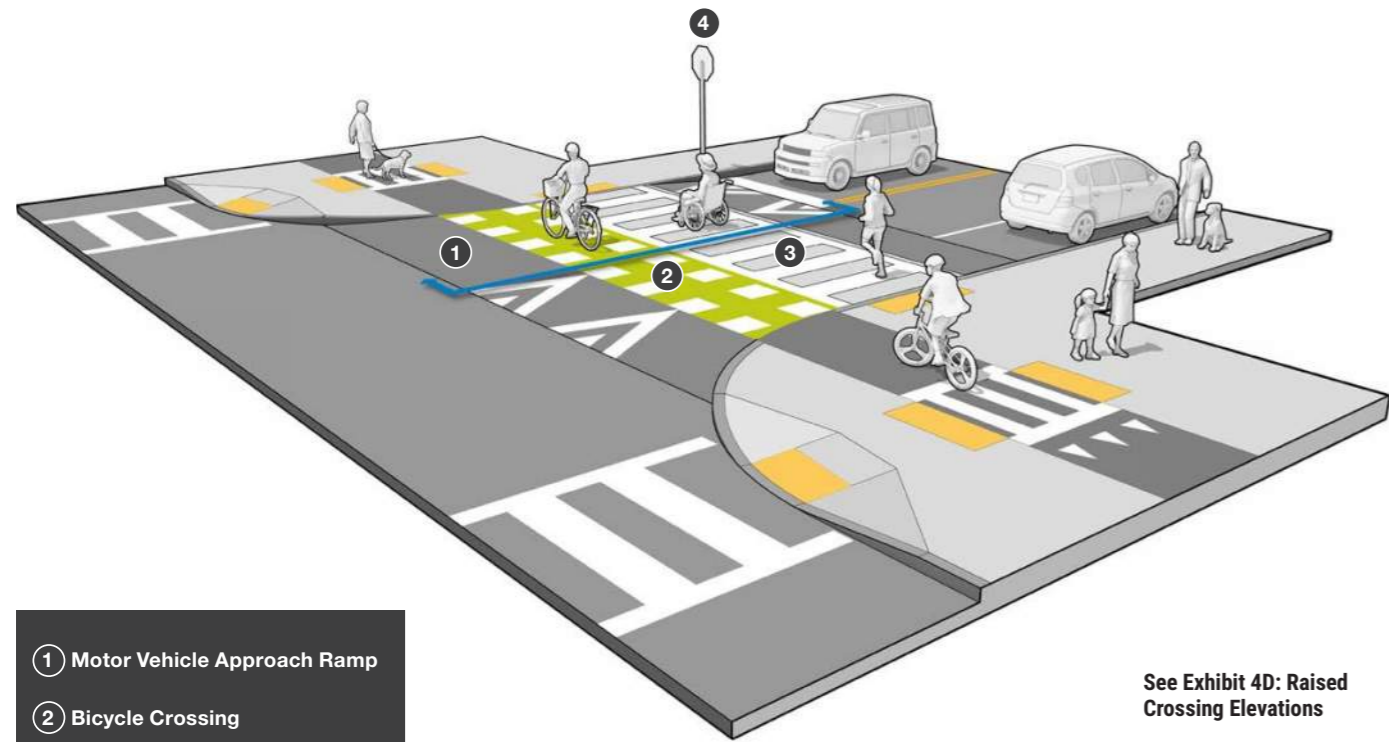 4
1
2
3
1 Motor Vehicle Approach Ramp
2 Bicycle Crossing
See Exhibit 4D: Raised
Crossing Elevations